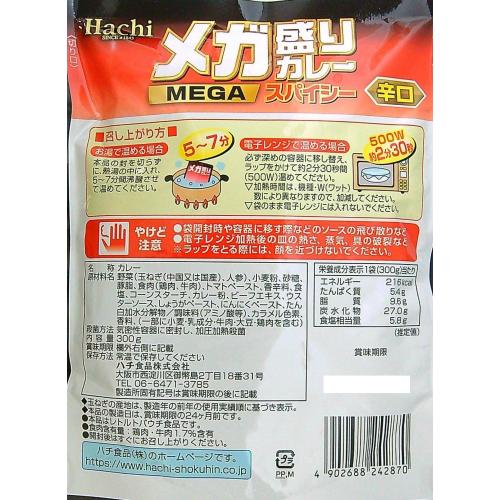 Hachi
SINCE 1845
(切り口)
メガ盛り
カレー
MEGA
スパイシー
辛口
■召し上がり方■
お湯で温める場合
本品の封を切らずに、熱湯の中に入れ、
5~7分間沸騰させて温めてください。
5~7分
メガ盛り
電子レンジで温める場合
必ず深めの容器に移し替え、
ラップをかけて約2分30秒間
(500W)温めてください。
▽加熱時間は、機種・W(ワット)
数により異なりますので、加減してください。
▽袋のまま電子レンジには入れないでください。
500W
約2分30秒
やけど
注意
●袋開封時や容器に移す際などのソースの飛び散りなど
●電子レンジ加熱後の皿の熱さ、蒸気、具の破裂など
※ラップをとる際には、顔を近づけないでください。
名称 カレー
原材料名 野菜(玉ねぎ(中国又は国産)、人参)、小麦粉、砂糖、
豚脂、食肉(鶏肉、牛肉)、トマトペースト、香辛料、食
塩、コーンスターチ、カレー粉、ビーフエキス、ウス
ターソース、しょうがペースト、にんにくペースト、たん
白加水分解物/調味料(アミノ酸等)、カラメル色素、
香料、(一部に小麦・乳成分・牛肉・大豆・鶏肉を含む)
殺菌方法 気密性容器に密封し、加圧加熱殺菌
内容量 300g
賞味期限 欄外右側に記載
保存方法 常温で保存してください
製造者 ハチ食品株式会社
大阪市西淀川区御幣島2丁目18番31号
℡ 06-6471-3785
製造所固有記号は賞味期限の下に記載
栄養成分表示1袋(300g)当たり
エネルギー 216kcal
たんぱく質 5.4g
脂質 9.6g
炭水化物 27.0g
食塩相当量 5.8g
(推定値)
賞味期限
●玉ねぎの産地は、製造年の前年の使用実績順に基づき表示。
●本品の製造日は、賞味期限の24ヶ月前です。
●本品はレトルトパウチ食品です。
●食肉含有量:鶏肉・牛肉1.7%含有
●開封後はすぐにお召し上がりください。
ハチ食品(株)のホームページです。
https://www.hachi-shokuhin.co.jp
プラ
PP,M
4 902688 242870